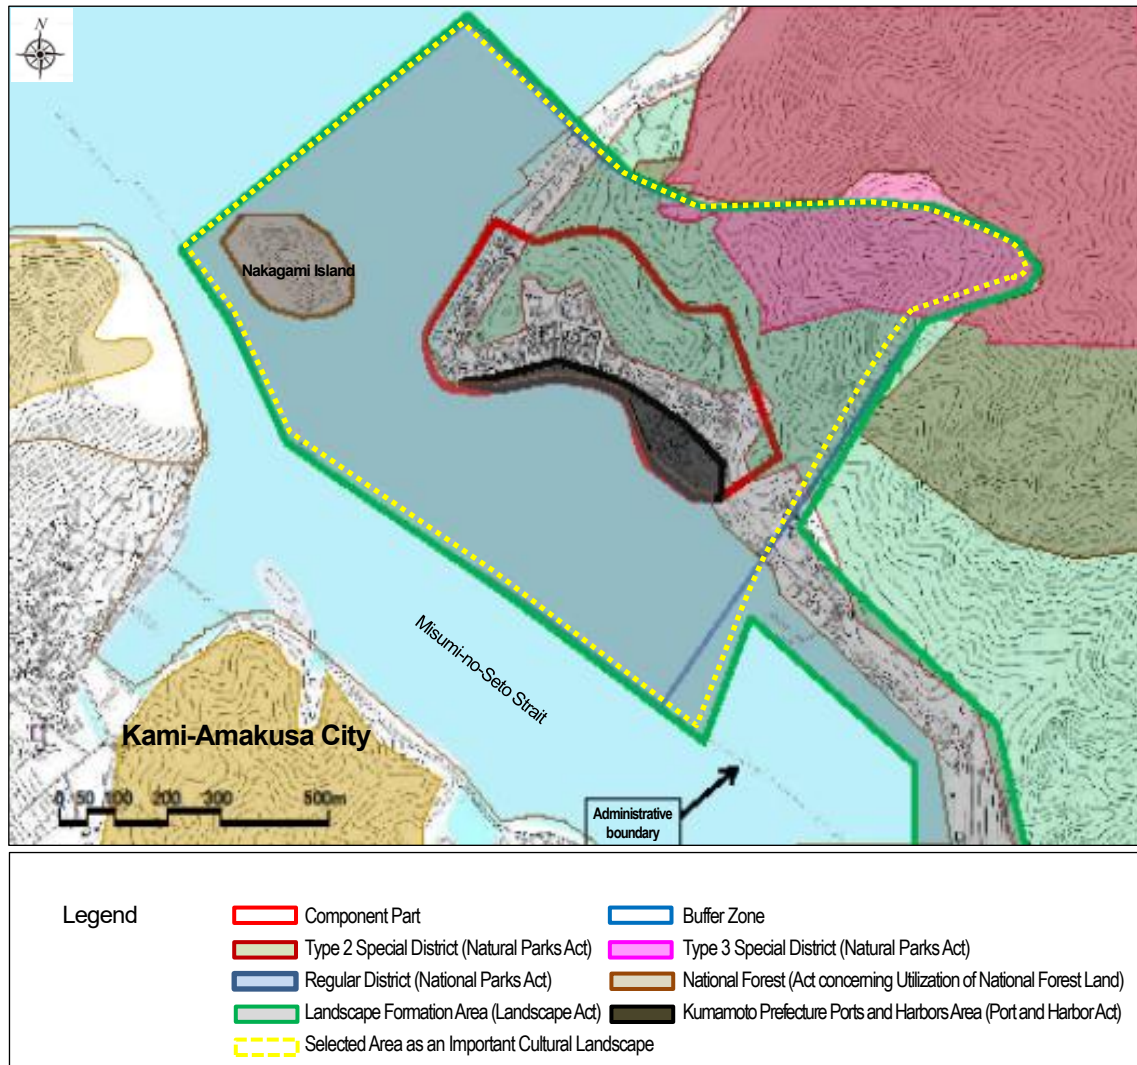 N
Nakagami Island
Misumi-no-Seto Strait
Kami-Amakusa City
0 50 100 200 300 500m
Administrative
boundary
Legend
Component Part
Buffer Zone
Type 2 Special District (Natural Parks Act)
Type 3 Special District (Natural Parks Act)
Regular District (National Parks Act)
National Forest (Act concerning Utilization of National Forest Land)
Landscape Formation Area (Landscape Act)
Kumamoto Prefecture Ports and Harbors Area (Port and Harbor Act)
Selected Area as an Important Cultural Landscape